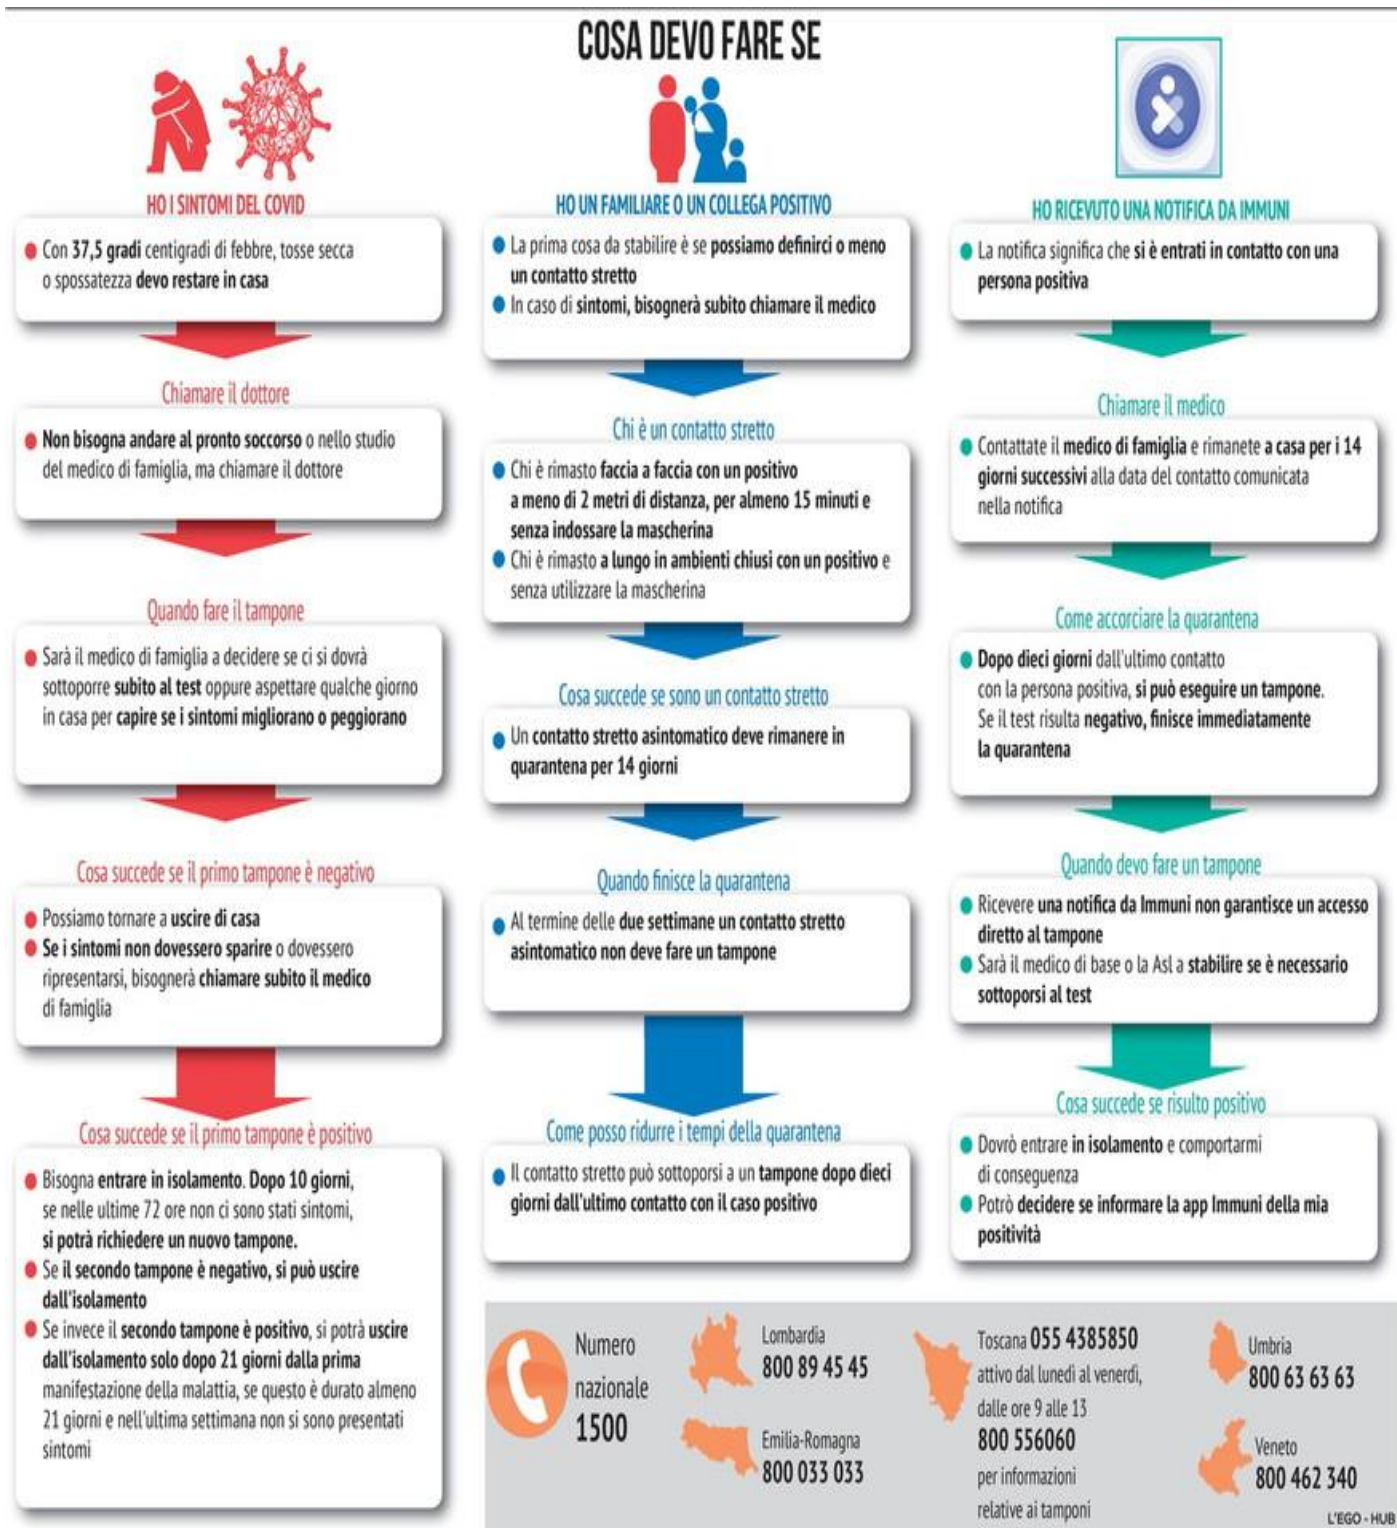 COSA DEVO FARE SE
HO I SINTOMI DEL COVID
Con 37,5 gradi centigradi di febbre, tosse secca
o spossatezza devo restare in casa
Chiamare il dottore
Non bisogna andare al pronto soccorso o nello studio
del medico di famiglia, ma chiamare il dottore
Quando fare il tampone
Sarà il medico di famiglia a decidere se ci si dovrà
sottoporre subito al test oppure aspettare qualche giorno
in casa per capire se i sintomi migliorano o peggiorano
Cosa succede se il primo tampone è negativo
Possiamo tornare a uscire di casa
Se i sintomi non dovessero sparire o dovessero
ripresentarsi, bisognerà chiamare subito il medico
di famiglia
Cosa succede se il primo tampone è positivo
Bisogna entrare in isolamento. Dopo 10 giorni,
se nelle ultime 72 ore non ci sono stati sintomi,
si potrà richiedere un nuovo tampone.
Se il secondo tampone è negativo, si può uscire
dall'isolamento
Se invece il secondo tampone è positivo, si potrà uscire
dall'isolamento solo dopo 21 giorni dalla prima
manifestazione della malattia, se questo è durato almeno
21 giorni e nell'ultima settimana non si sono presentati
sintomi
HO UN FAMILIARE O UN COLLEGA POSITIVO
La prima cosa da stabilire è se possiamo definirci o meno
un contatto stretto
In caso di sintomi, bisognerà subito chiamare il medico
Chi è un contatto stretto
Chi è rimasto faccia a faccia con un positivo
a meno di 2 metri di distanza, per almeno 15 minuti e
senza indossare la mascherina
Chi è rimasto a lungo in ambienti chiusi con un positivo e
senza utilizzare la mascherina
Cosa succede se sono un contatto stretto
Un contatto stretto asintomatico deve rimanere in
quarantena per 14 giorni
Quando finisce la quarantena
Al termine delle due settimane un contatto stretto
asintomatico non deve fare un tampone
Come posso ridurre i tempi della quarantena
Il contatto stretto può sottoporsi a un tampone dopo dieci
giorni dall'ultimo contatto con il caso positivo
HO RICEVUTO UNA NOTIFICA DA IMMUNI
La notifica significa che si è entrati in contatto con una
persona positiva
Chiamare il medico
Contattate il medico di famiglia e rimanete a casa per i 14
giorni successivi alla data del contatto comunicata
nella notifica
Come accorciare la quarantena
Dopo dieci giorni dall'ultimo contatto
con la persona positiva, si può eseguire un tampone.
Se il test risulta negativo, finisce immediatamente
la quarantena
Quando devo fare un tampone
Ricevere una notifica da Immuni non garantisce un accesso
diretto al tampone
Sarà il medico di base o la Asl a stabilire se è necessario
sottoporsi al test
Cosa succede se risulto positivo
Dovrò entrare in isolamento e comportarmi
di conseguenza
Potrò decidere se informare la app Immuni della mia
positività
Numero
nazionale
1500
Lombardia
800 89 45 45
Emilia-Romagna
800 033 033
Toscana 055 4385850
attivo dal lunedì al venerdì,
dalle ore 9 alle 13
800 556060
per informazioni
relative ai tamponi
Umbria
800 63 63 63
Veneto
800 462 340
L'EGO - HUB